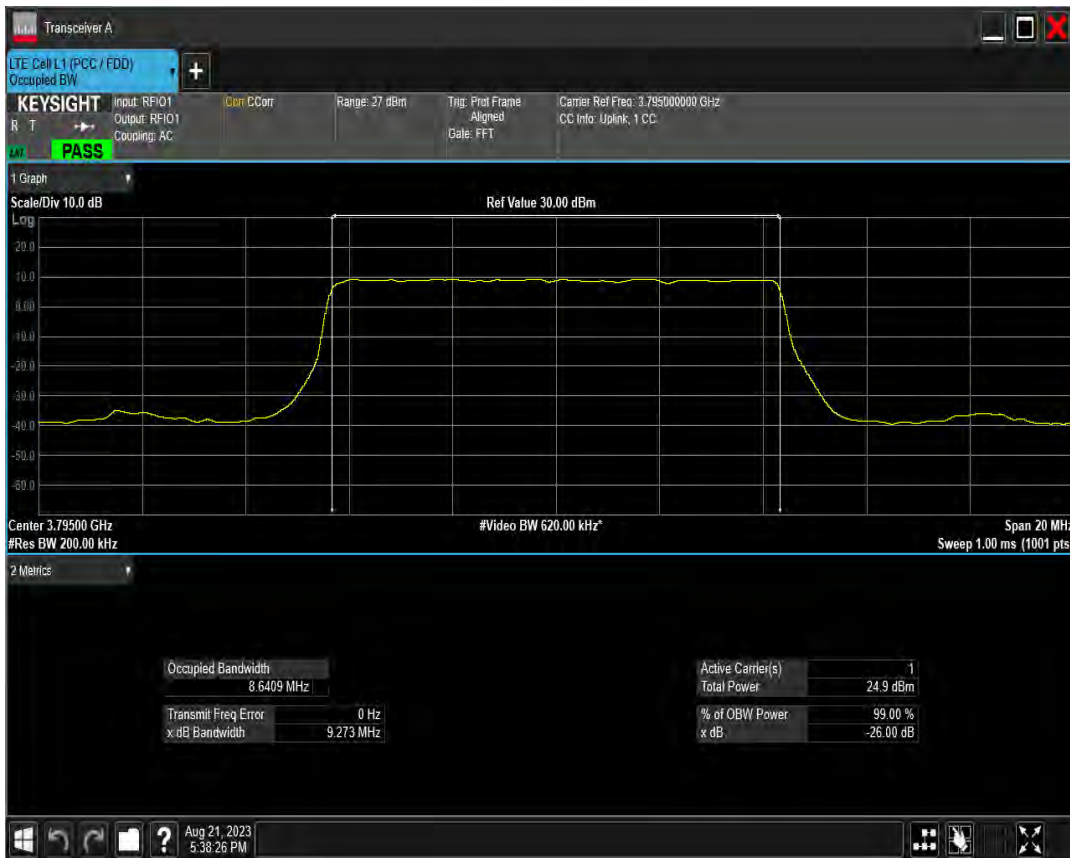 Transceiver A
LTE Cell L1 (PCC / FDD)
Occupied BW
+
KEYSIGHT
R T
PASS
Input: RFIO1
Output: RFIO1
Coupling: AC
Corr CCorr
Range: 27 dBm
Trig: Prot Frame
Aligned
Gate: FFT
Carrier Ref Freq: 3.795000000 GHz
CC Info: Uplink, 1 CC
1 Graph
Scale/Div 10.0 dB
Ref Value 30.00 dBm
Log
20.0
10.0
0.00
-10.0
-20.0
-30.0
-40.0
-50.0
-60.0
Center 3.79500 GHz
#Video BW 620.00 kHz*
Span 20 MHz
#Res BW 200.00 kHz
Sweep 1.00 ms (1001 pts
2 Metrics
Occupied Bandwidth
8.6409 MHz
Transmit Freq Error 0 Hz
x dB Bandwidth 9.273 MHz
Active Carrier(s) 1
Total Power 24.9 dBm
% of OBW Power 99.00 %
x dB -26.00 dB
?
Aug 21, 2023
5:38:26 PM